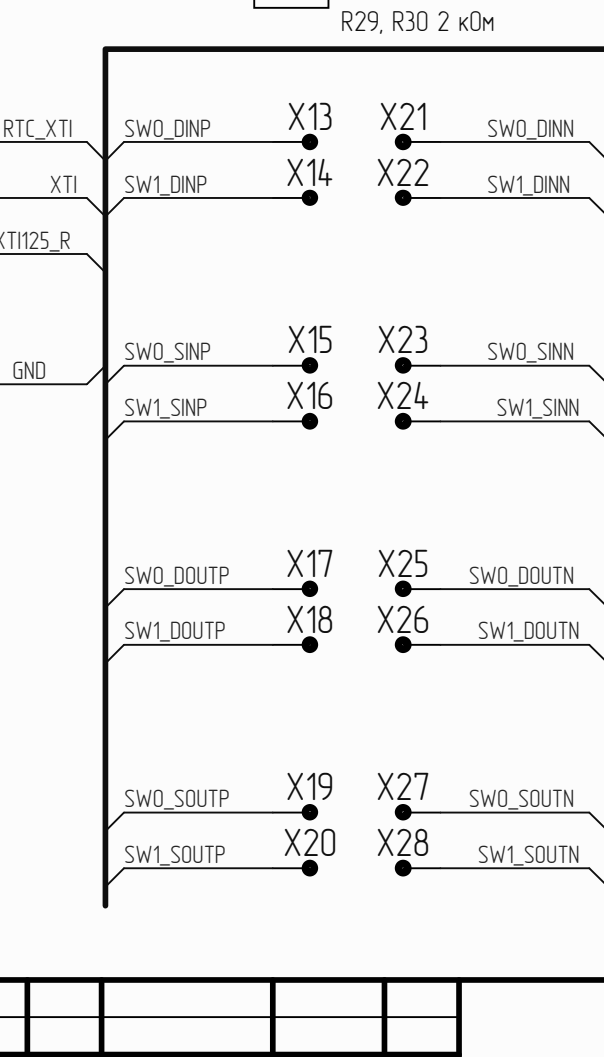 R29, R30 2 кОм
X13 X21
RTC_XTI SW0_DINP SW0_DINN
X14 X22
XTI SW1_DINP SW1_DINN
XTI125_R
X15 X23
SW0_SINP SW0_SINN
GND
X16 X24
SW1_SINP SW1_SINN
X17 X25
SW0_DOUTP SW0_DOUTN
X18 X26
SW1_DOUTP SW1_DOUTN
X19 X27
SW0_SOUTP SW0_SOUTN
X20 X28
SW1_SOUTP SW1_SOUTN